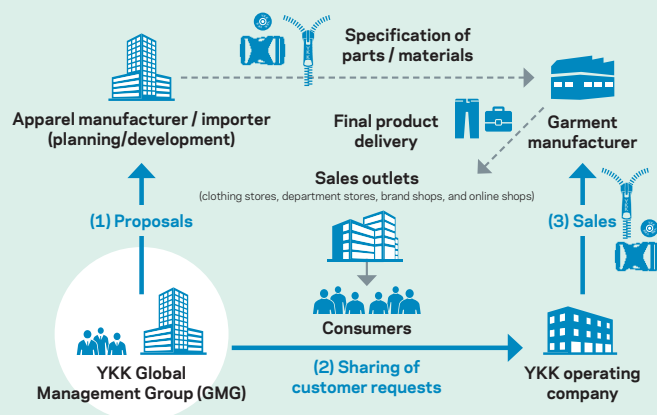 Specification of
parts / materials
Apparel manufacturer / importer
(planning/development)
Final product
delivery
Garment
manufacturer
Sales outlets
(clothing stores, department stores, brand shops, and online shops)
(1) Proposals
(3) Sales
Consumers
YKK Global
Management Group (GMG)
(2) Sharing of
customer requests
YKK operating
company